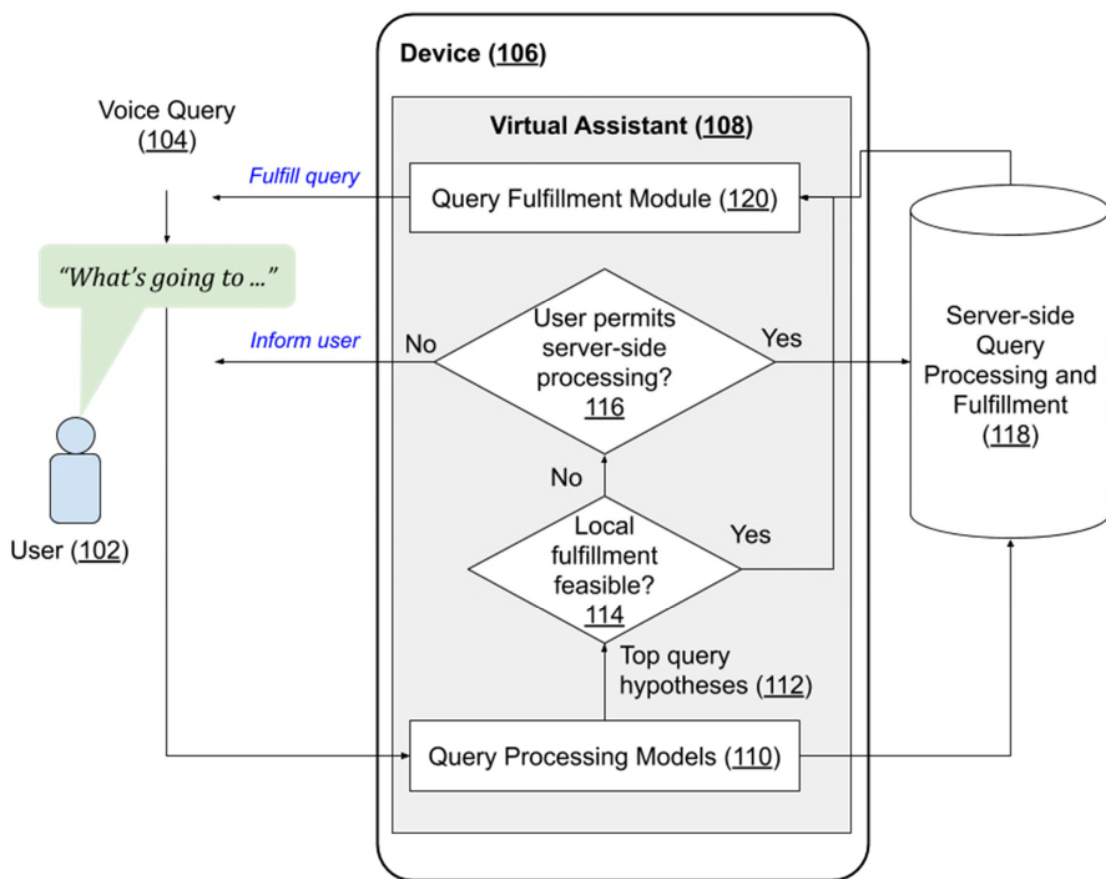 Device (106)
Voice Query
(104)
Virtual Assistant (108)
Fulfill query
Query Fulfillment Module (120)
“What’s going to ...”
User permits
server-side
processing?
116
No
Yes
Inform user
Server-side
Query
Processing and
Fulfillment
(118)
No
User (102)
Local
fulfillment
feasible?
114
Yes
Top query
hypotheses (112)
Query Processing Models (110)